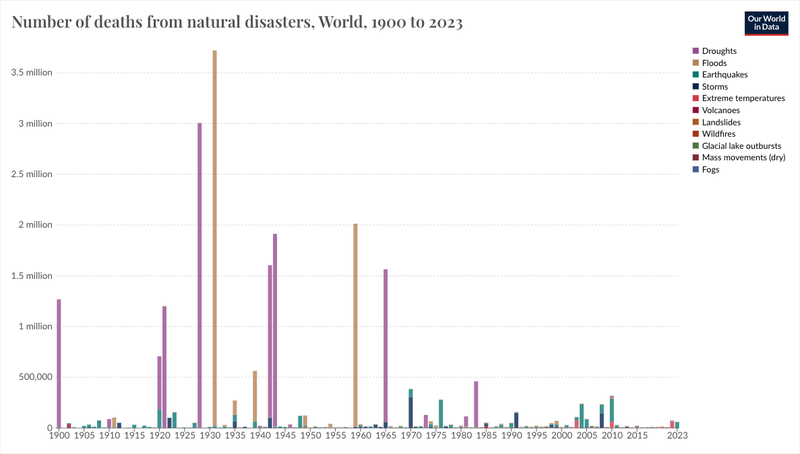 Number of deaths from natural disasters, World, 1900 to 2023
Our World
in Data
3.5 million
3 million
2.5 million
2 million
1.5 million
1 million
500,000
0
1900 1905 1910 1915 1920 1925 1930 1935 1940 1945 1950 1955 1960 1965 1970 1975 1980 1985 1990 1995 2000 2005 2010 2015 2023
Droughts
Floods
Earthquakes
Storms
Extreme temperatures
Volcanoes
Landslides
Wildfires
Glacial lake outbursts
Mass movements (dry)
Fogs